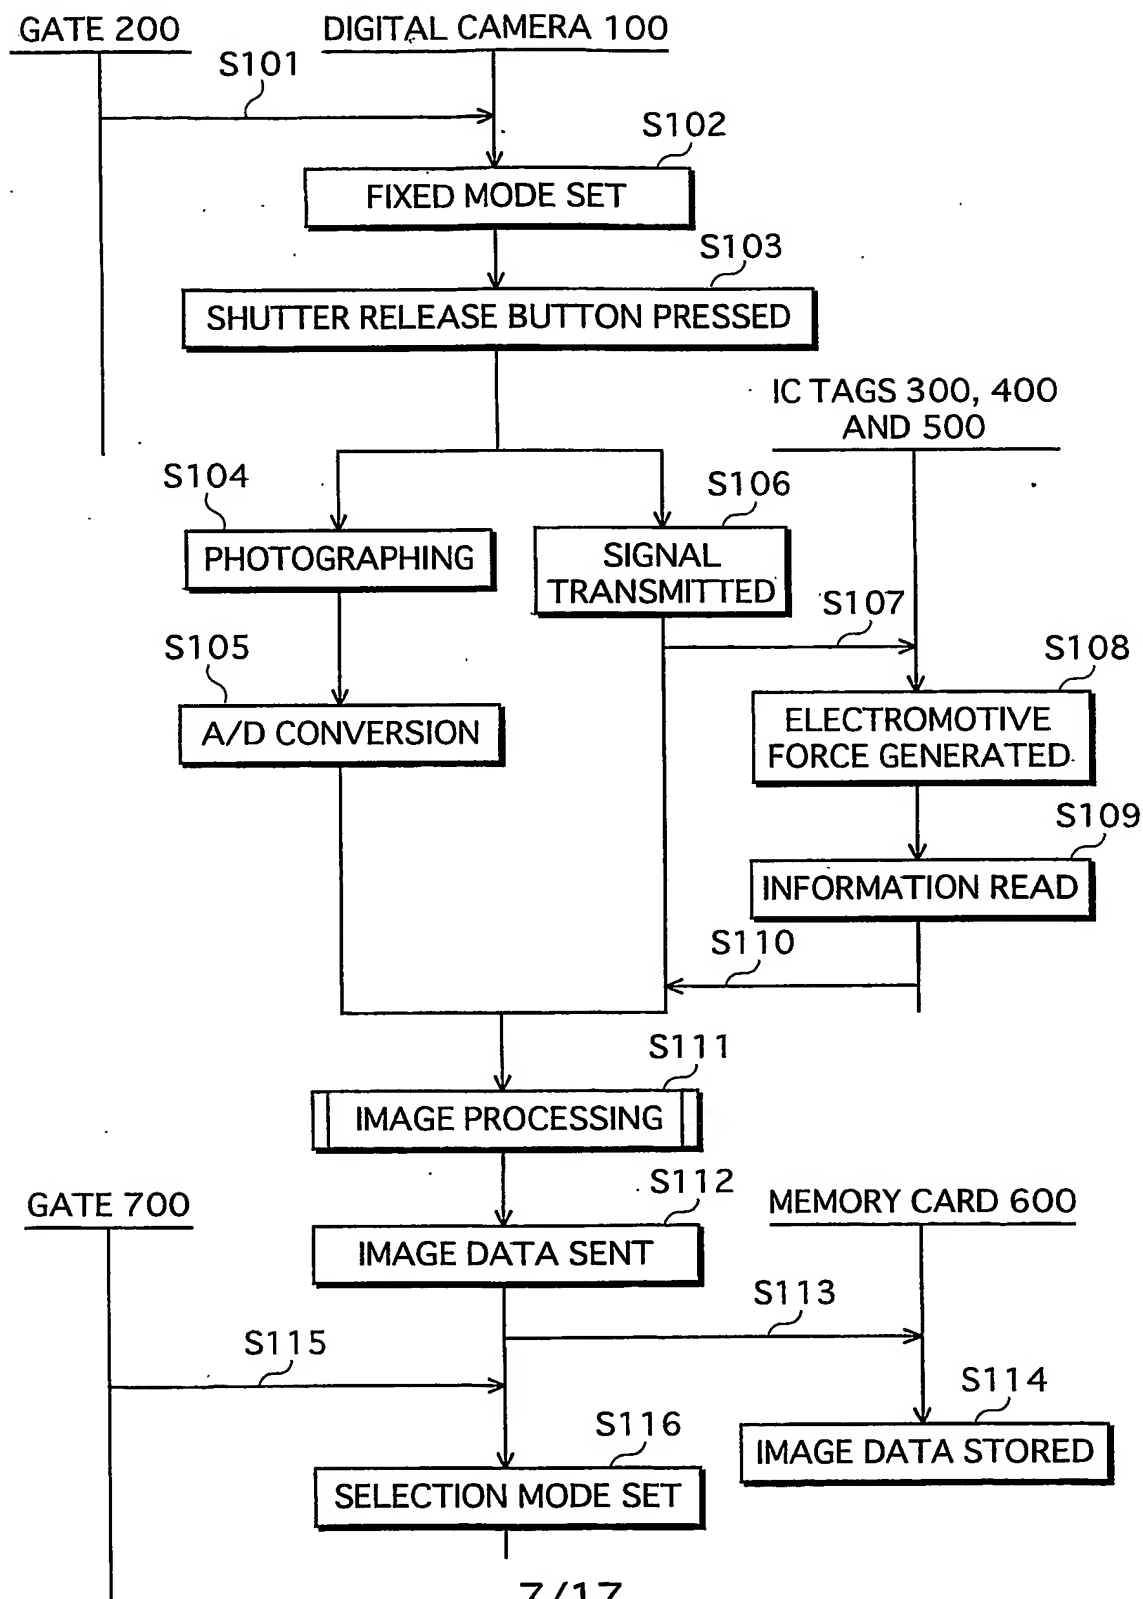 GATE 200
DIGITAL CAMERA 100
S101
S102
FIXED MODE SET
S103
SHUTTER RELEASE BUTTON PRESSED
IC TAGS 300, 400
AND 500
S104
S106
PHOTOGRAPHING
SIGNAL
TRANSMITTED
S107
S105
S108
A/D CONVERSION
ELECTROMOTIVE
FORCE GENERATED
S109
INFORMATION READ
S110
S111
IMAGE PROCESSING
S112
GATE 700
MEMORY CARD 600
IMAGE DATA SENT
S113
S115
S114
S116
IMAGE DATA STORED
SELECTION MODE SET
7/17